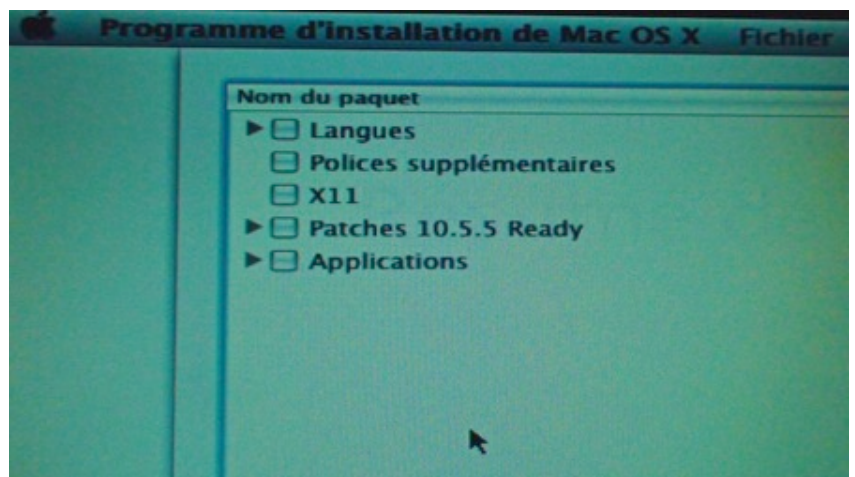 Programme d'installation de Mac OS X Fichier
Nom du paquet
Langues
Polices supplémentaires
X11
Patches 10.5.5 Ready
Applications